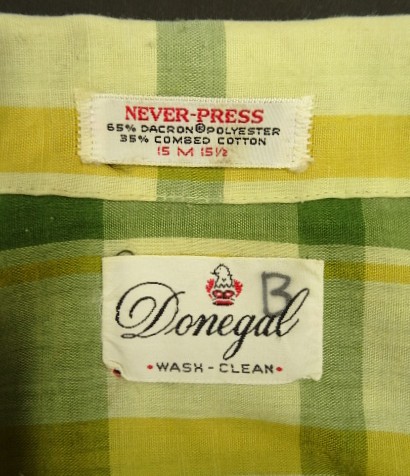 NEVER-PRESS
65% DACRON®POLYESTER
35% COMBED COTTON
15 M 15½
B
Donegal
• WASH - CLEAN •